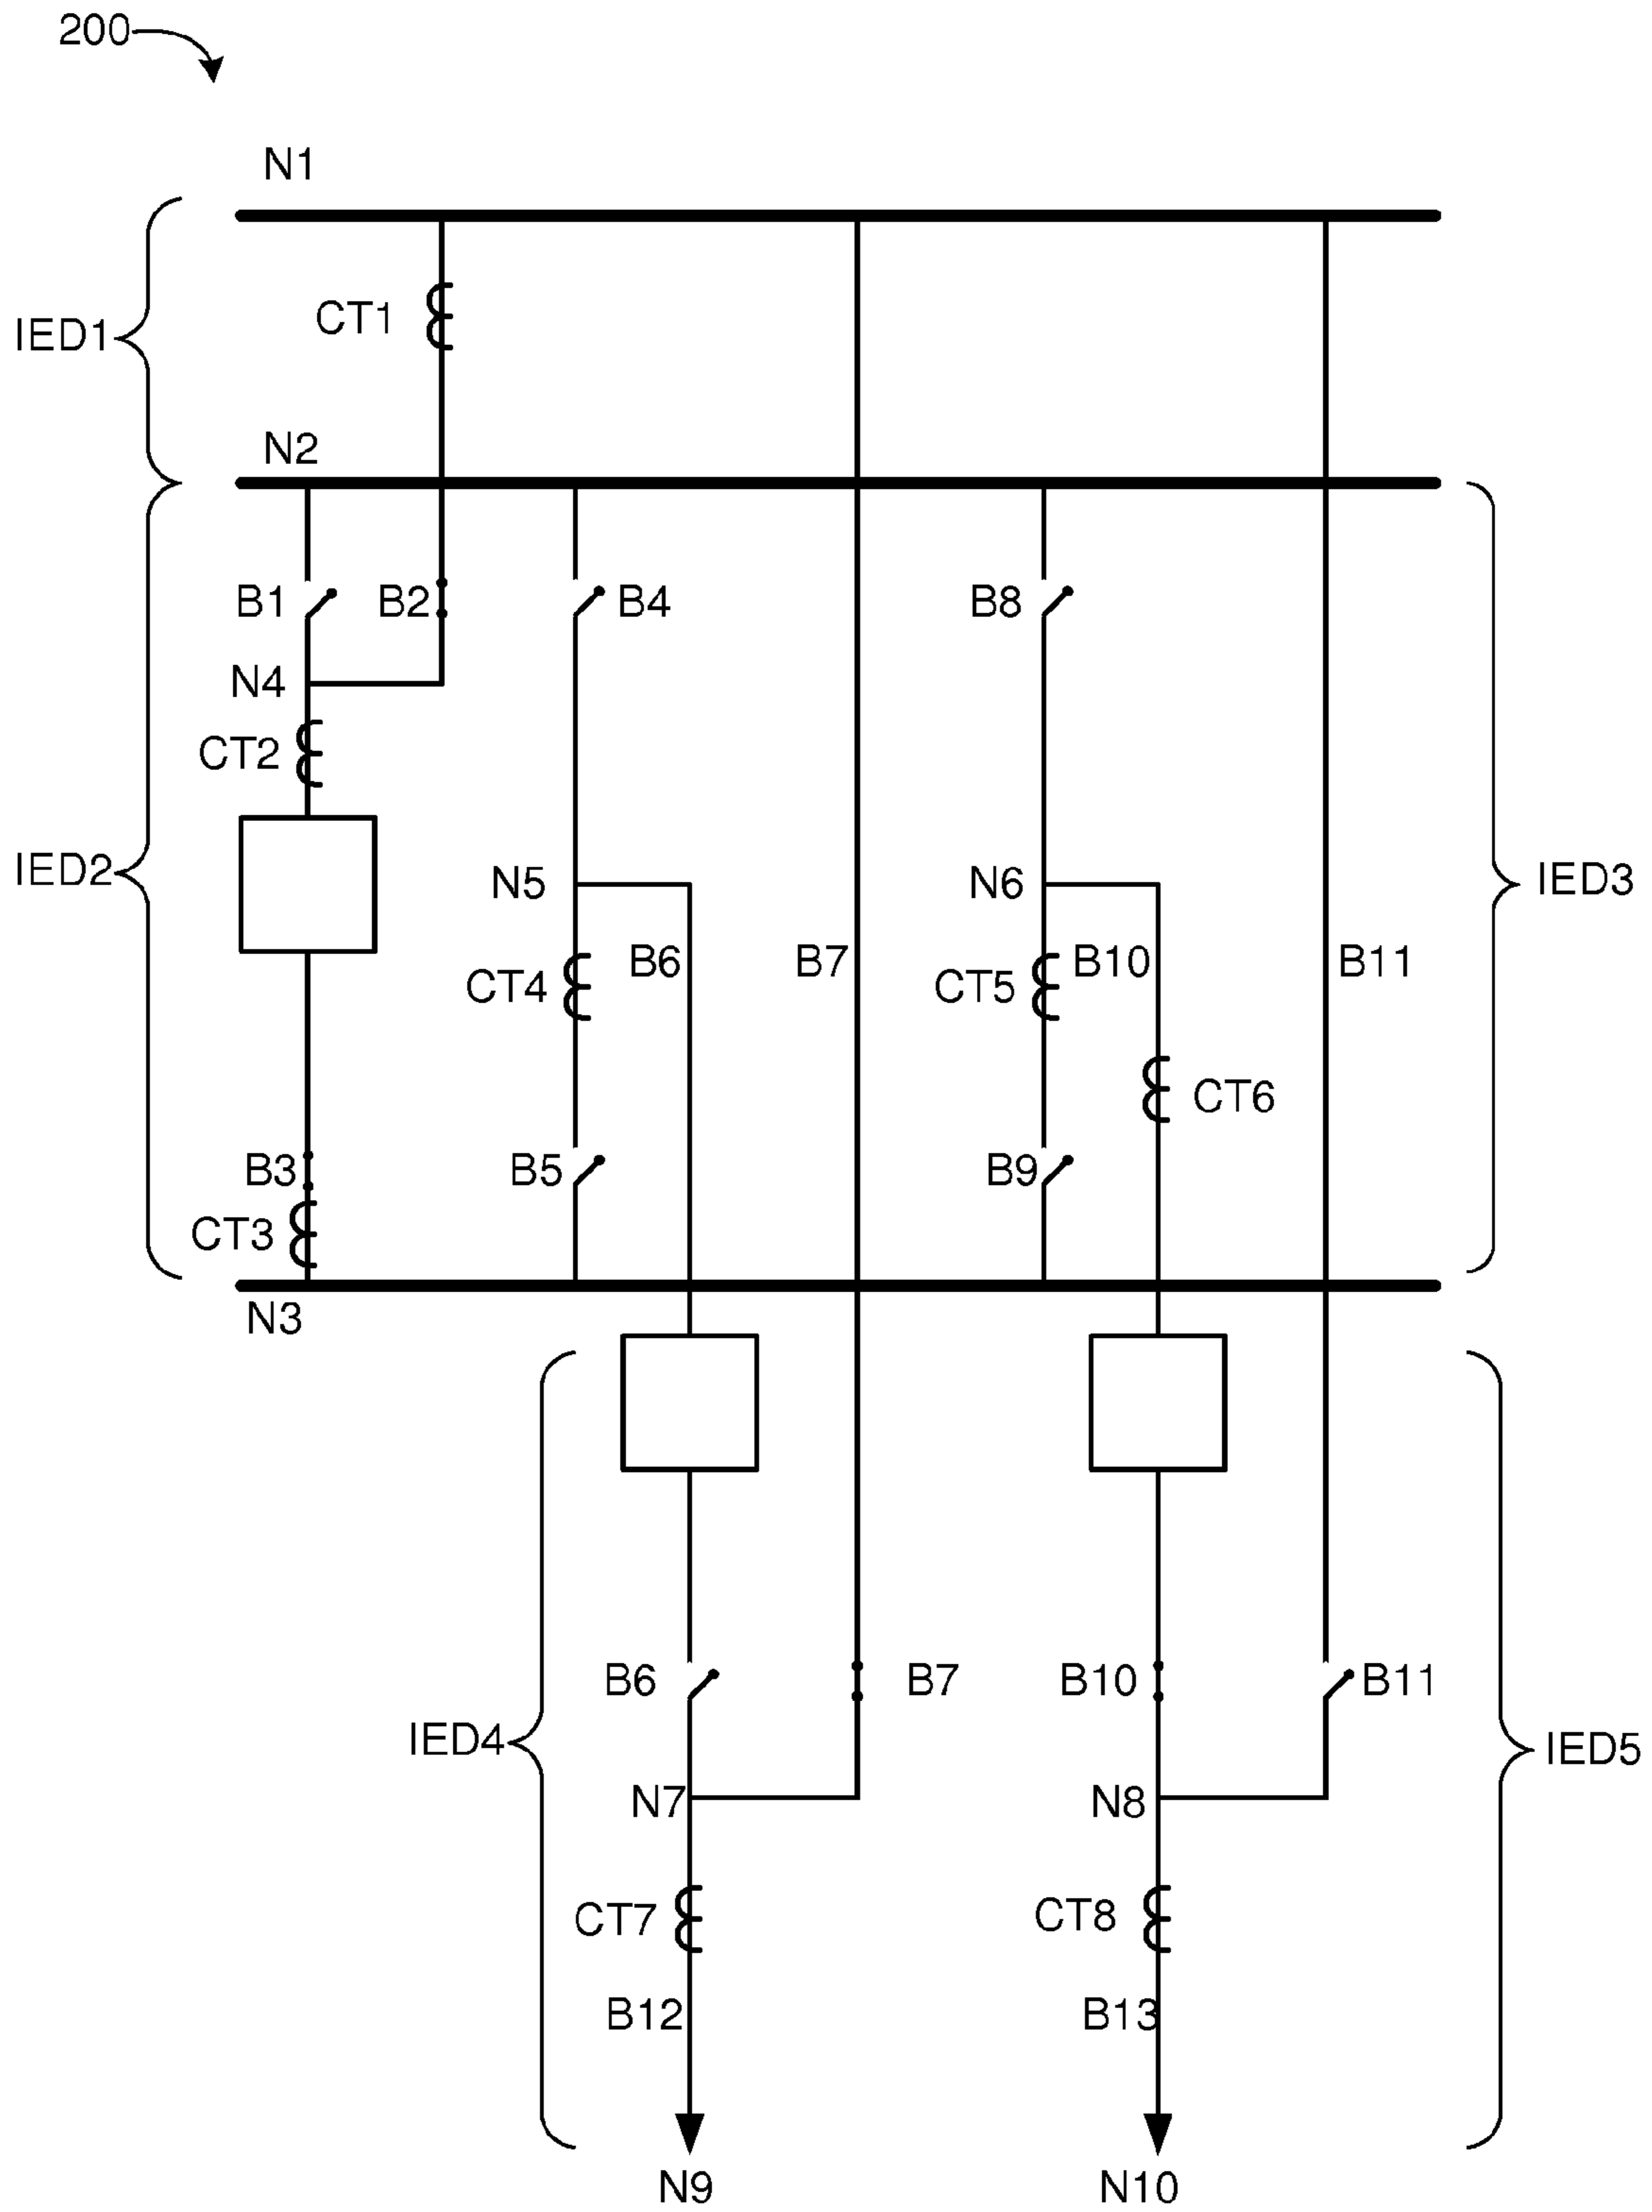 200
N1
CT1
IED1
N2
B1
B2
B4
B8
N4
CT2
IED2
N5
N6
IED3
B6
B7
B10
B11
CT4
CT5
CT6
B3
B5
B9
CT3
N3
B6
B7
B10
B11
IED4
IED5
N7
N8
CT7
CT8
B12
B13
N9
N10